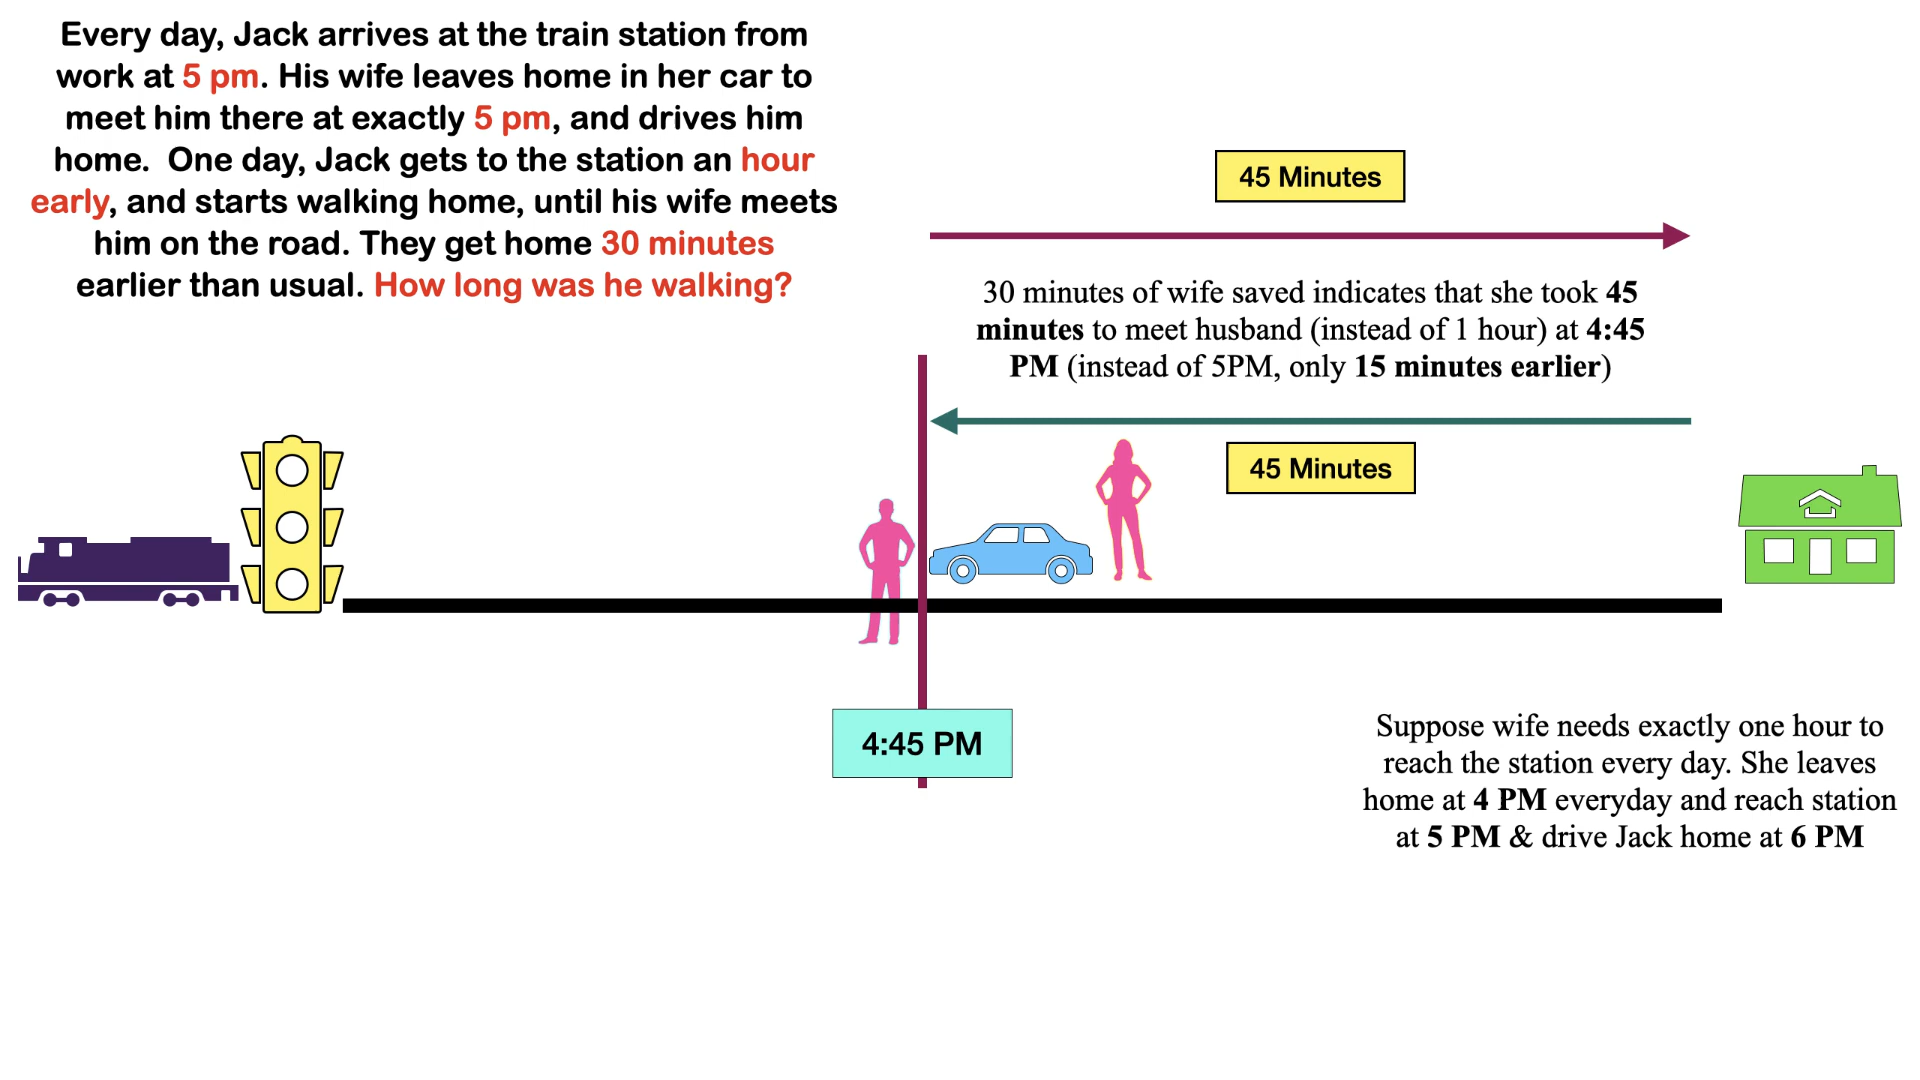 Every day, Jack arrives at the train station from
work at 5 pm. His wife leaves home in her car to
meet him there at exactly 5 pm, and drives him
home. One day, Jack gets to the station an hour
early, and starts walking home, until his wife meets
him on the road. They get home 30 minutes
earlier than usual. How long was he walking?
45 Minutes
30 minutes of wife saved indicates that she took 45
minutes to meet husband (instead of 1 hour) at 4:45
PM (instead of 5PM, only 15 minutes earlier)
45 Minutes
4:45 PM
Suppose wife needs exactly one hour to
reach the station every day. She leaves
home at 4 PM everyday and reach station
at 5 PM & drive Jack home at 6 PM